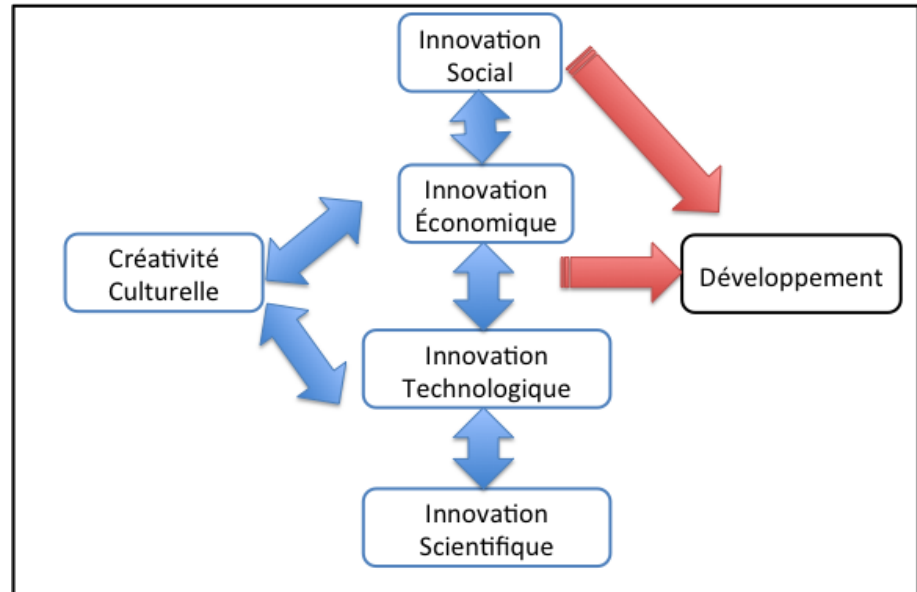 Innovation
Social
Innovation
Économique
Créativité
Culturelle
Développement
Innovation
Technologique
Innovation
Scientifique